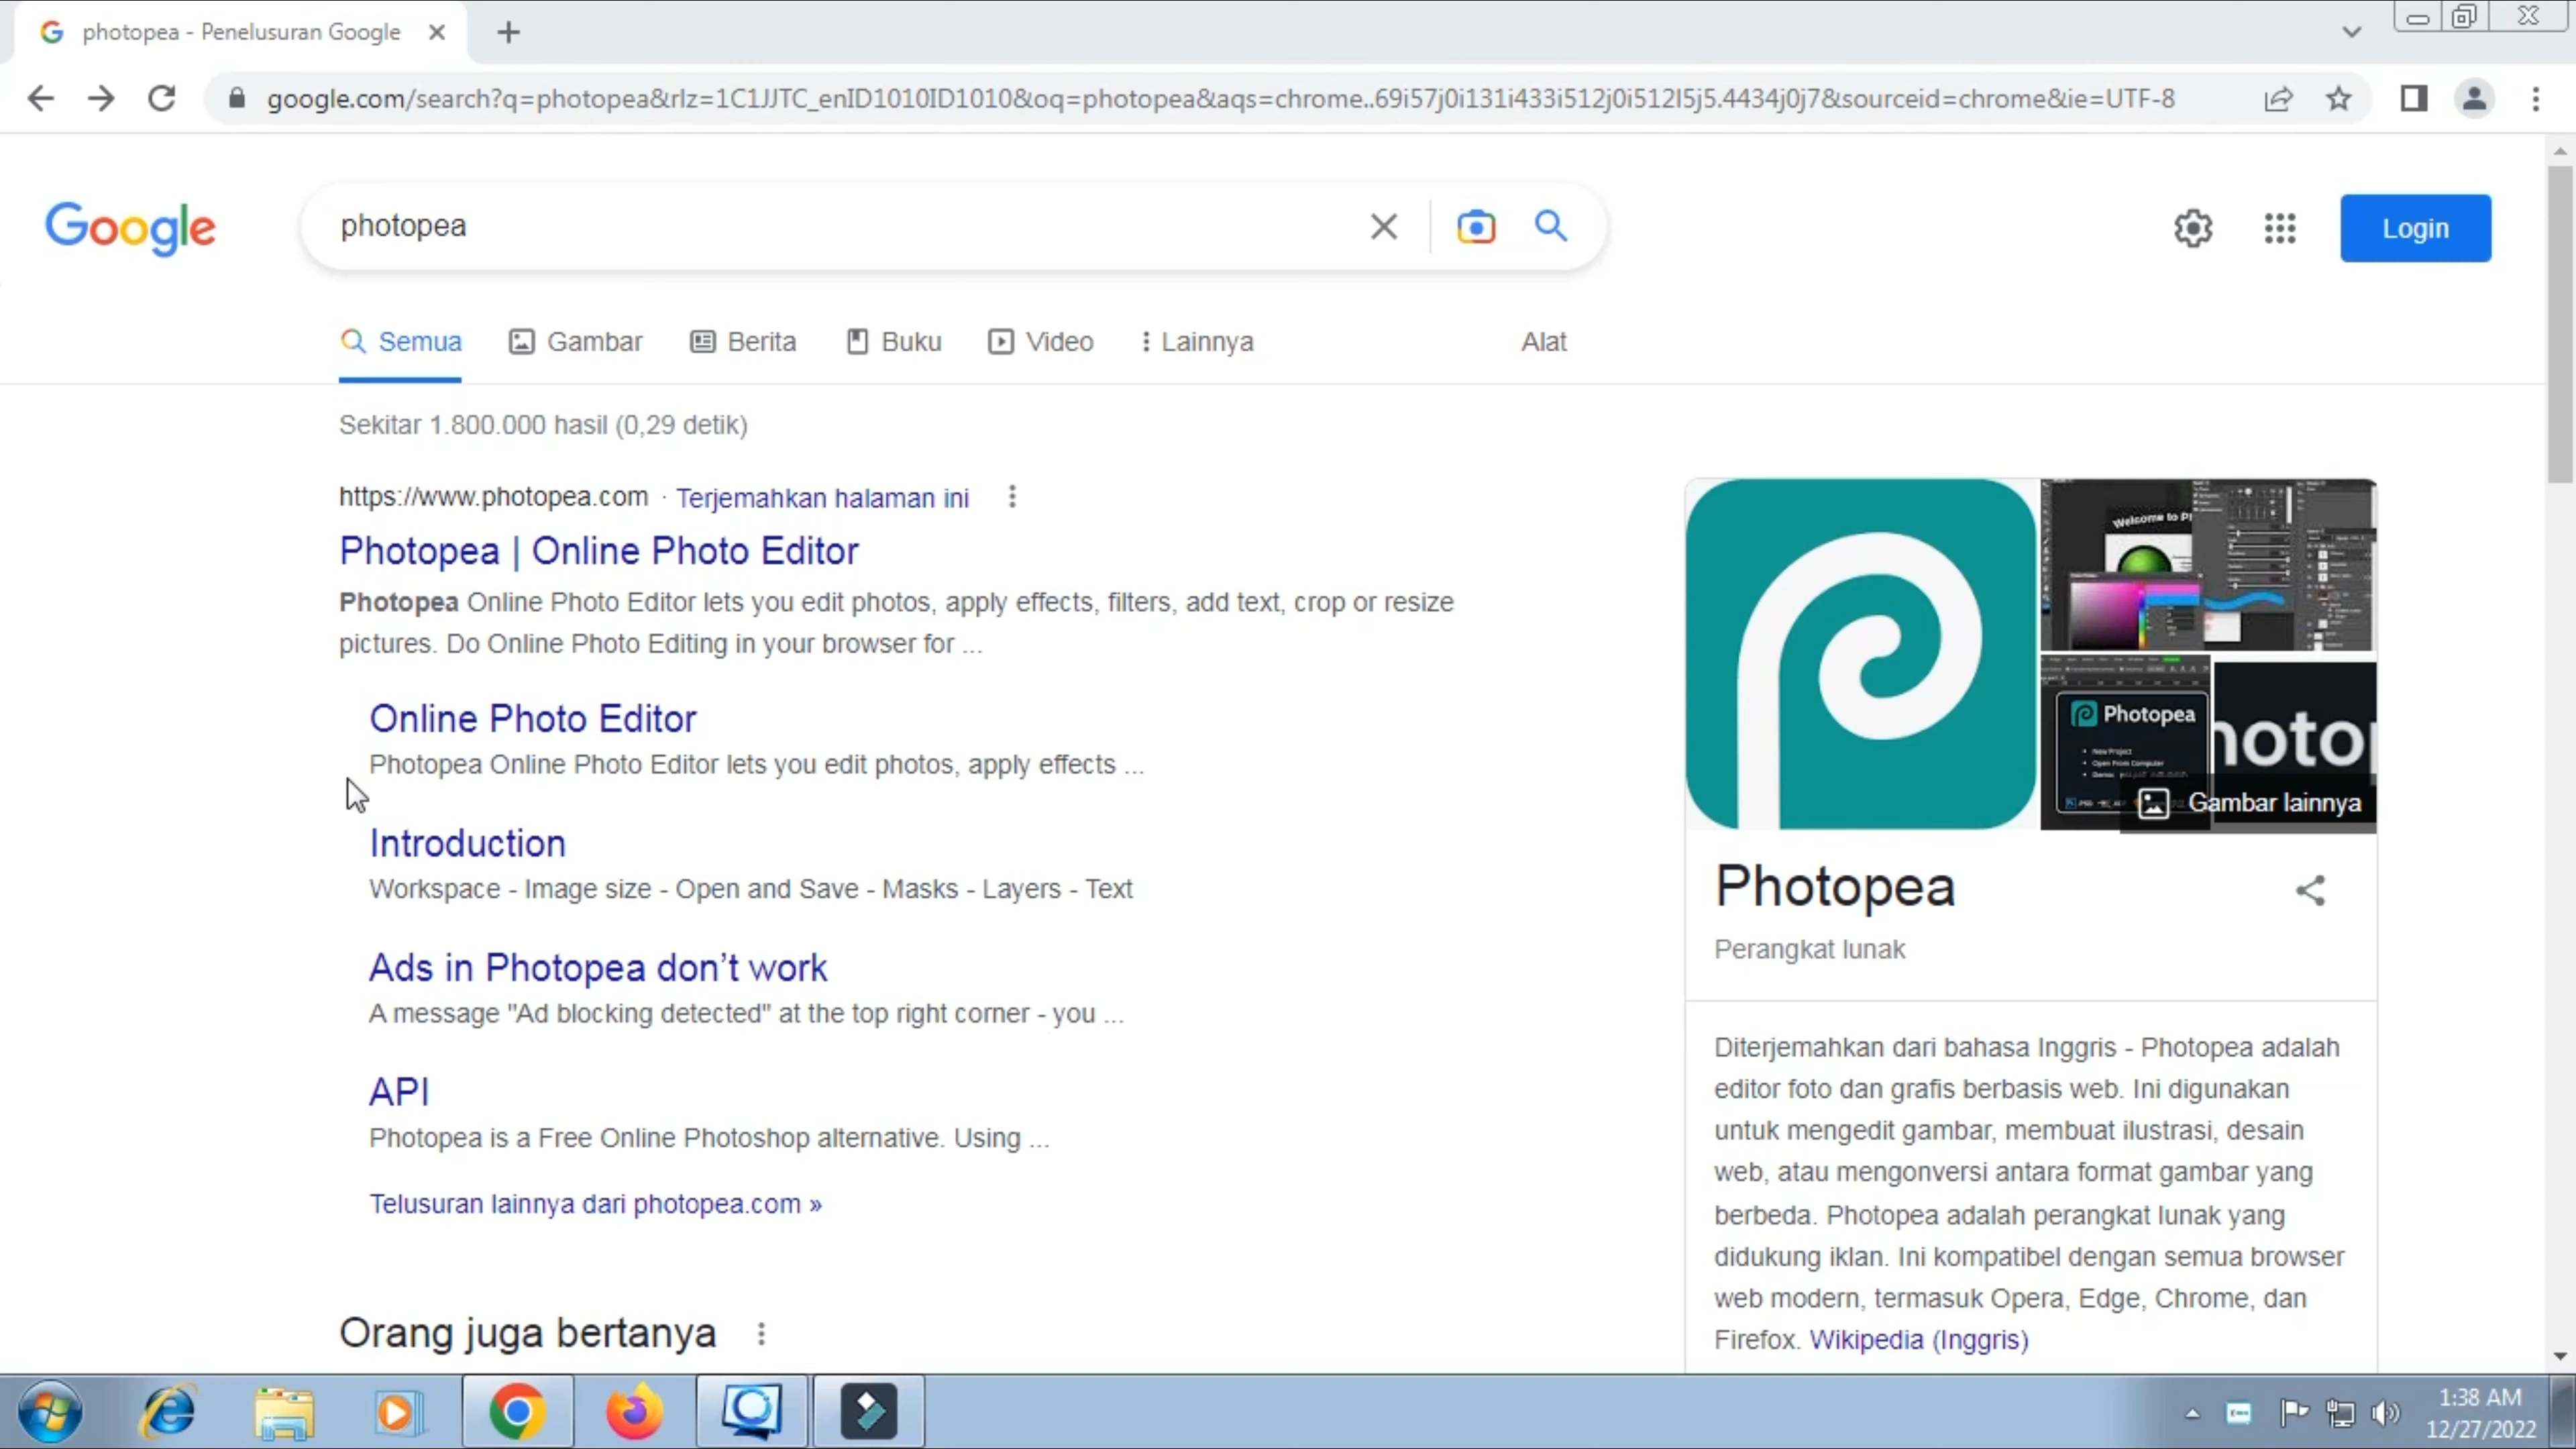 photopea - Penelusuran Google
google.com/search?q=photopea&rlz=1C1JJTC_enID1010ID1010&oq=photopea&aqs=chrome..69i57j0i131i433i512j0i512l5j5.4434j0j7&sourceid=chrome&ie=UTF-8
Google
photopea
Login
Semua
Gambar
Berita
Buku
Video
Lainnya
Alat
Sekitar 1.800.000 hasil (0,29 detik)
https://www.photopea.com · Terjemahkan halaman ini
Photopea | Online Photo Editor
Photopea Online Photo Editor lets you edit photos, apply effects, filters, add text, crop or resize
pictures. Do Online Photo Editing in your browser for ...
Online Photo Editor
Photopea Online Photo Editor lets you edit photos, apply effects ...
Introduction
Workspace - Image size - Open and Save - Masks - Layers - Text
Ads in Photopea don't work
A message "Ad blocking detected" at the top right corner - you ...
API
Photopea is a Free Online Photoshop alternative. Using ...
Telusuran lainnya dari photopea.com »
Orang juga bertanya
Welcome to P
Photopea
New Project
Open From Computer
hotop
Gambar lainnya
Photopea
Perangkat lunak
Diterjemahkan dari bahasa Inggris - Photopea adalah
editor foto dan grafis berbasis web. Ini digunakan
untuk mengedit gambar, membuat ilustrasi, desain
web, atau mengonversi antara format gambar yang
berbeda. Photopea adalah perangkat lunak yang
didukung iklan. Ini kompatibel dengan semua browser
web modern, termasuk Opera, Edge, Chrome, dan
Firefox. Wikipedia (Inggris)
1:38 AM
12/27/2022